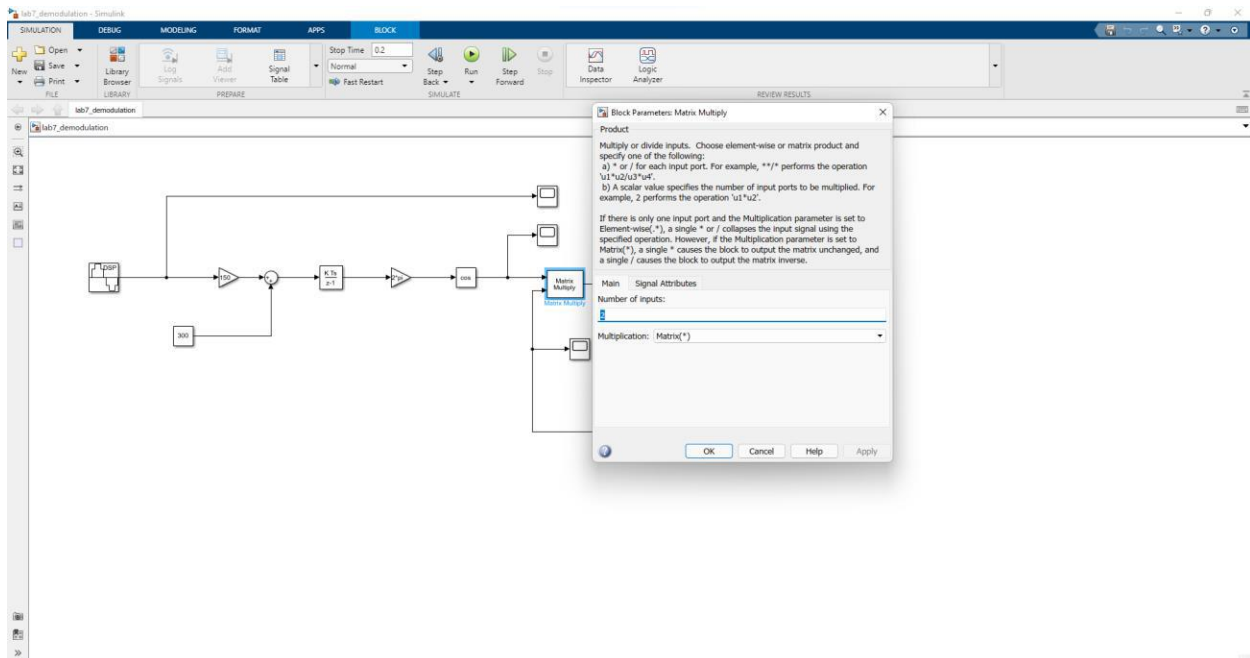 lab7_demodulation - Simulink
SIMULATION DEBUG MODELING FORMAT APPS BLOCK
New
Open
Save
Print
FILE
Library Browser
LIBRARY
Log Signals
Add Viewer
Signal Table
PREPARE
Stop Time 0.2
Normal
Fast Restart
Step Back
Run
Step Forward
Stop
SIMULATE
Data Inspector
Logic Analyzer
REVIEW RESULTS
lab7_demodulation
lab7_demodulation
DSP
150
300
K Ts
z-1
2*pi
cos
Matrix
Multiply
Matrix Multiply
Block Parameters: Matrix Multiply
Product
Multiply or divide inputs. Choose element-wise or matrix product and
specify one of the following:
a) * or / for each input port. For example, **/* performs the operation
'u1*u2/u3*u4'.
b) A scalar value specifies the number of input ports to be multiplied. For
example, 2 performs the operation 'u1*u2'.
If there is only one input port and the Multiplication parameter is set to
Element-wise(.*), a single * or / collapses the input signal using the
specified operation. However, if the Multiplication parameter is set to
Matrix(*), a single * causes the block to output the matrix unchanged, and
a single / causes the block to output the matrix inverse.
Main Signal Attributes
Number of inputs:
2
Multiplication: Matrix(*)
OK Cancel Help Apply